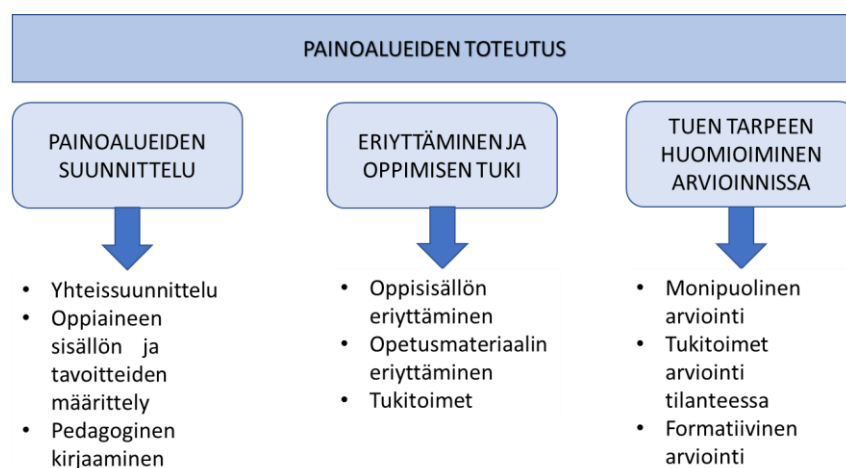 PAINOALUEIDEN TOTEUTUS
PAINOALUEIDEN
SUUNNITTELU
• Yhteissuunnittelu
• Oppiaineen
sisällön ja
tavoitteiden
määrittely
• Pedagoginen
kirjaaminen
ERIYTTÄMINEN JA
OPPIMISEN TUKI
• Oppisisällön
eriyttäminen
• Opetusmateriaalin
eriyttäminen
• Tukitoimet
TUEN TARPEEN
HUOMIOIMINEN
ARVIOINNISSA
• Monipuolinen
arviointi
• Tukitoimet
arviointi
tilanteessa
• Formatiivinen
arviointi